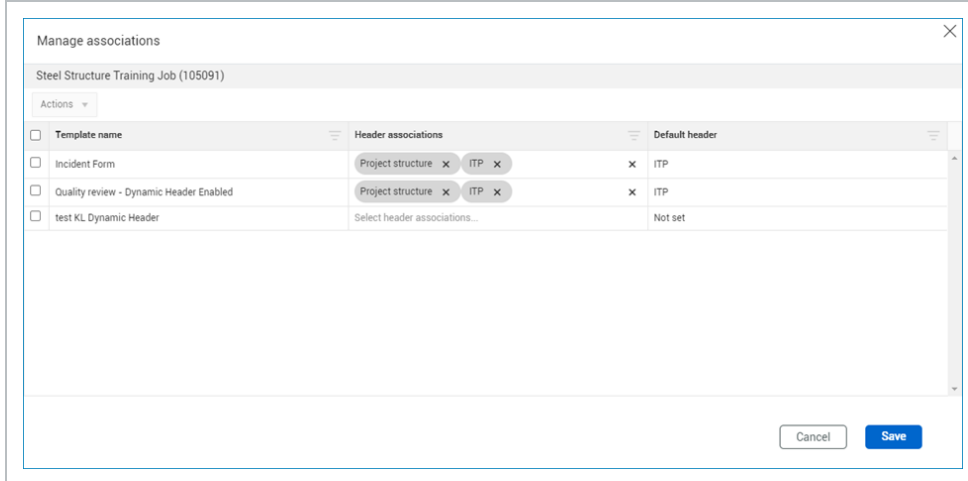 Manage associations
Steel Structure Training Job (105091)
Actions
Template name Header associations Default header
Incident Form Project structure ITP ITP
Quality review - Dynamic Header Enabled Project structure ITP ITP
test KL Dynamic Header Select header associations... Not set
Cancel Save